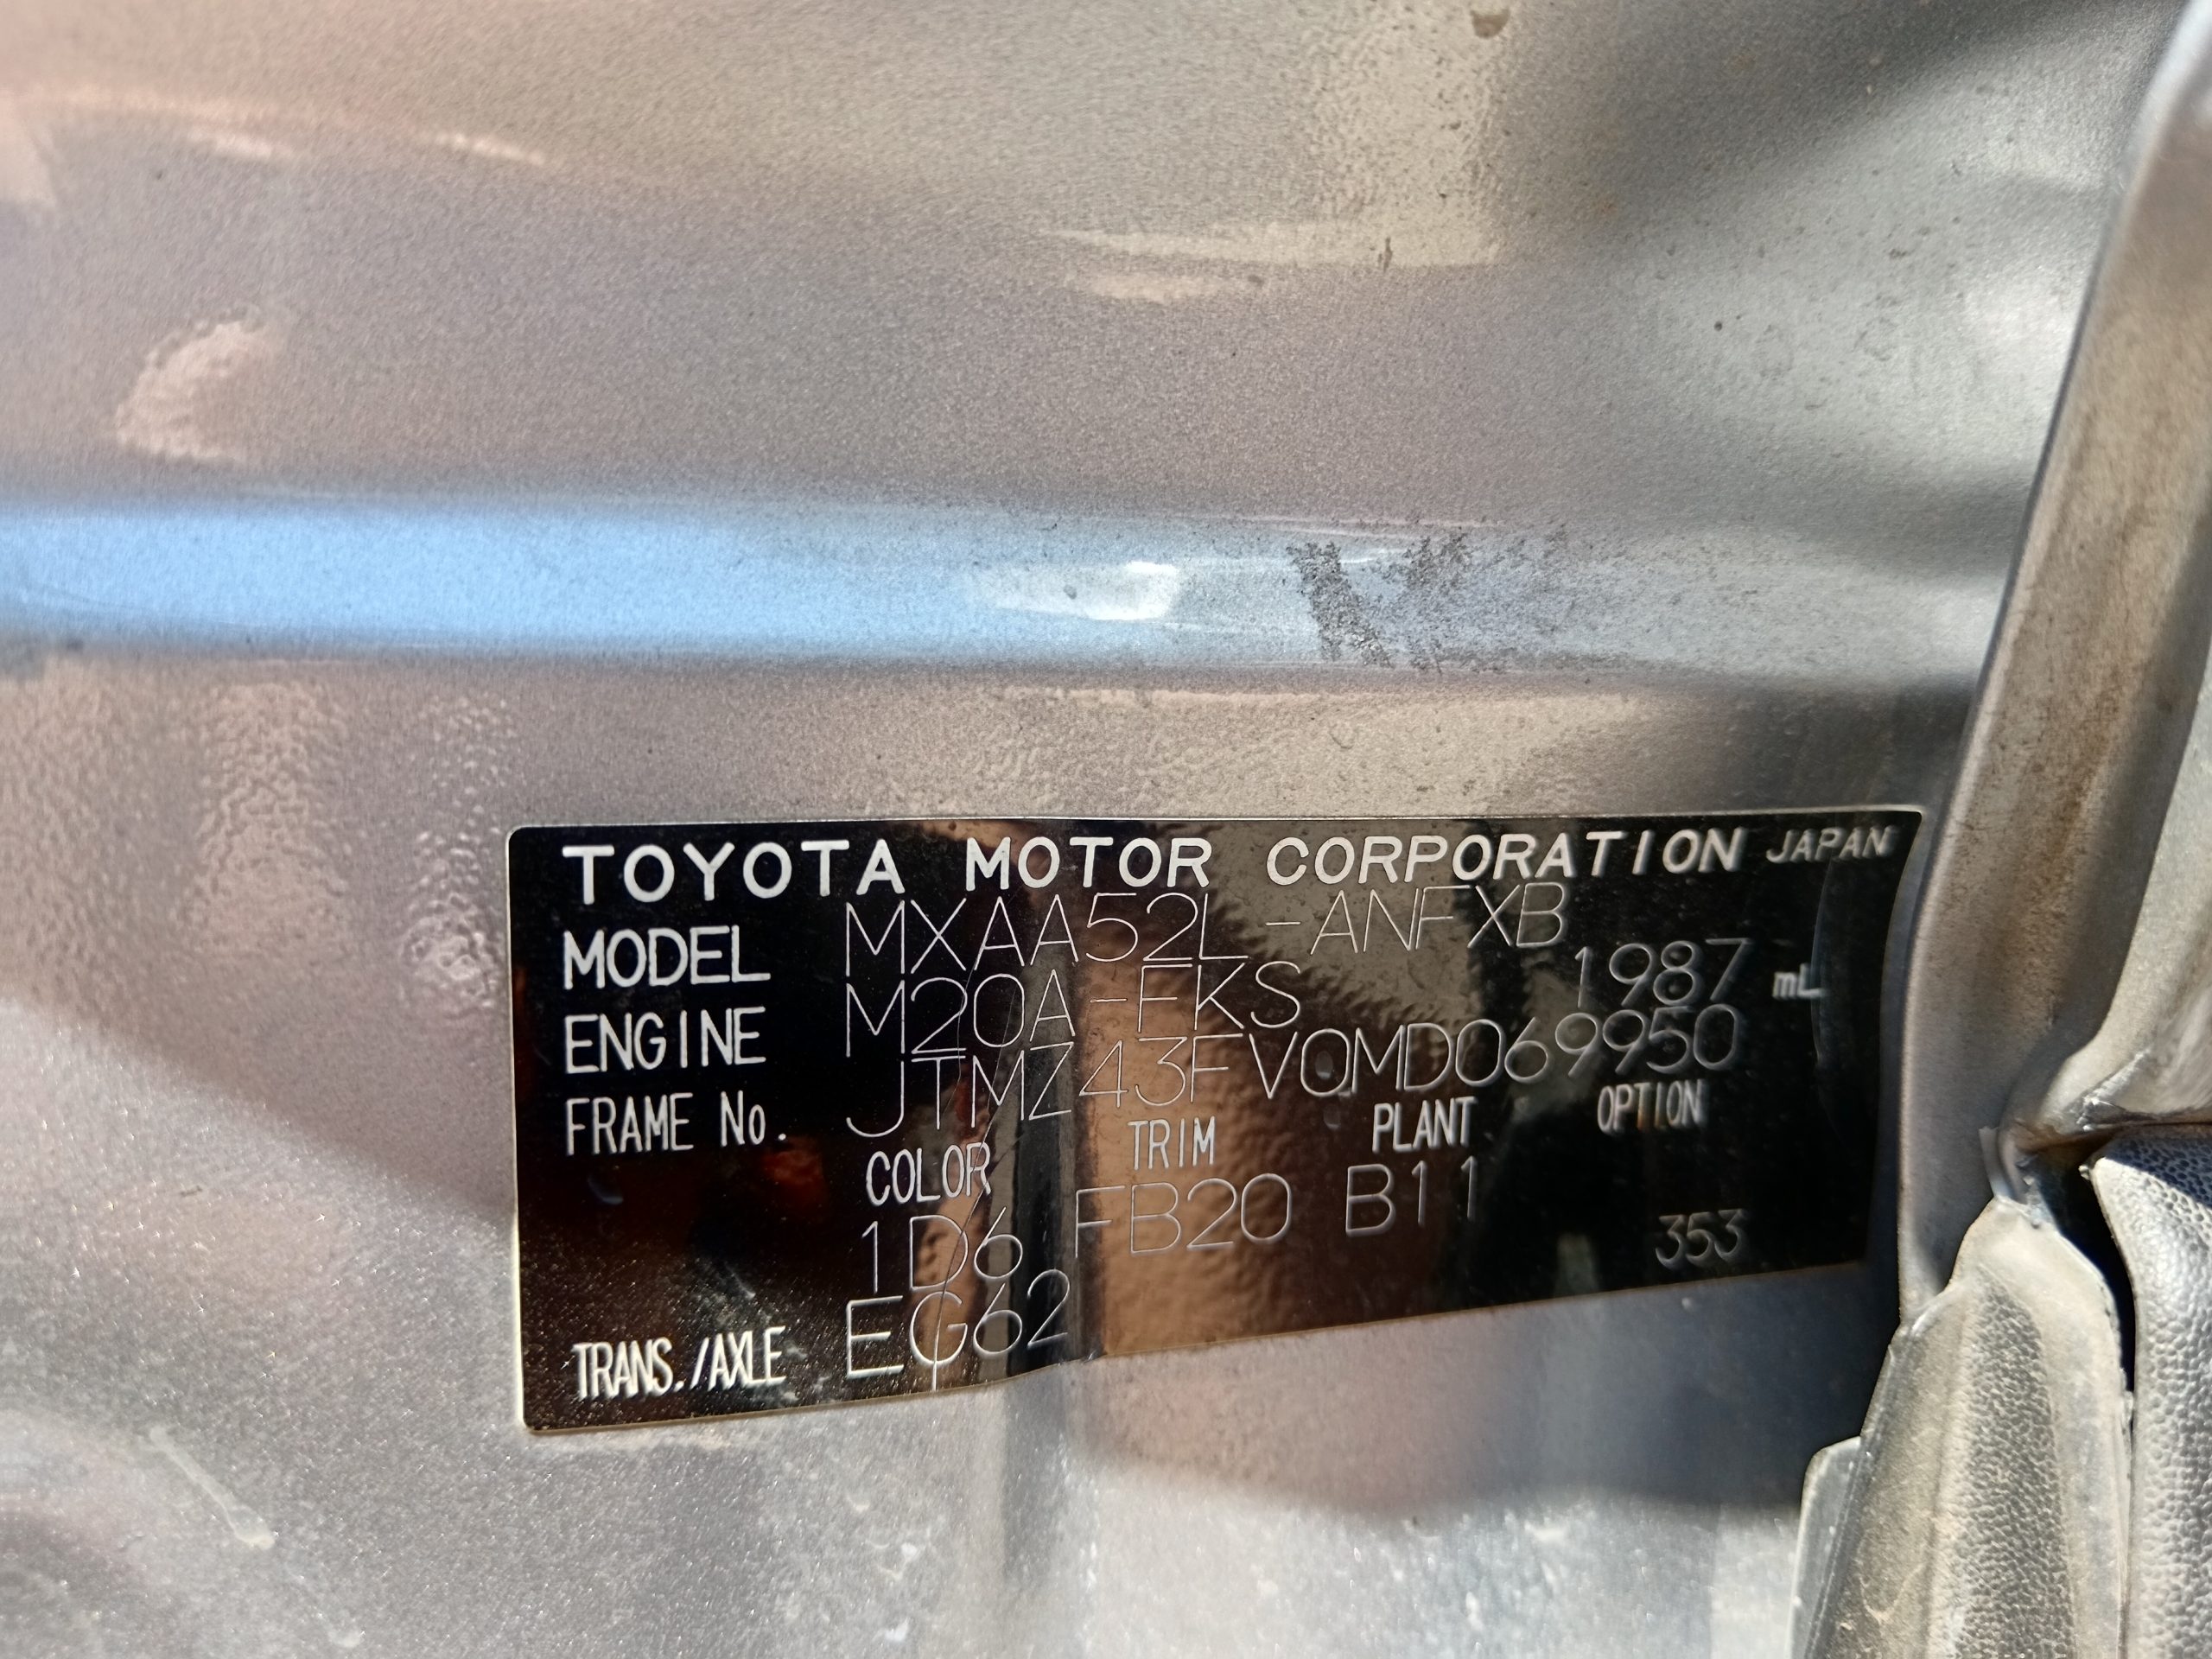 TOYOTA MOTOR CORPORATION JAPAN
MODEL MXAA52L-ANFXB
ENGINE M20A-FKS 1987 mL
FRAME No. JTMZ43FV0MD069950
COLOR TRIM PLANT OPTION
1D6 FB20 B11
353
TRANS./AXLE EG62